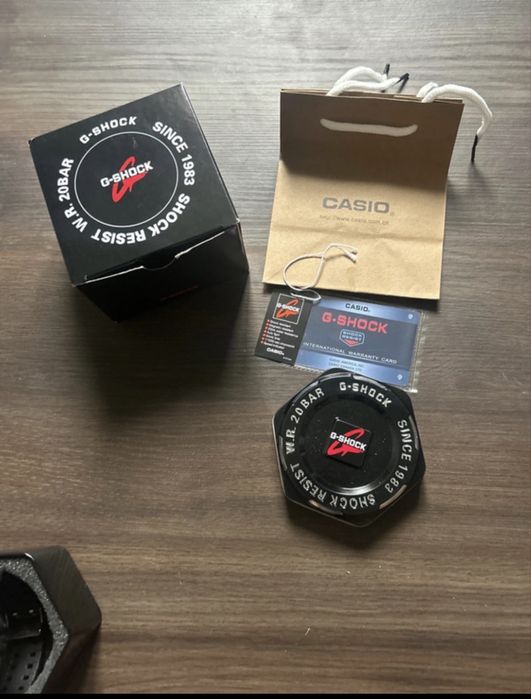 G-SHOCK
SINCE 1983
SHOCK RESIST
W.R. 20BAR
G-SHOCK
CASIO®
G-SHOCK
CASIO
CASIO.
G-SHOCK
SHOCK
RESIST
INTERNATIONAL WARRANTY CARD
G-SHOCK
SINCE 1983
SHOCK RESIST
W.R. 20BAR
G-SHOCK